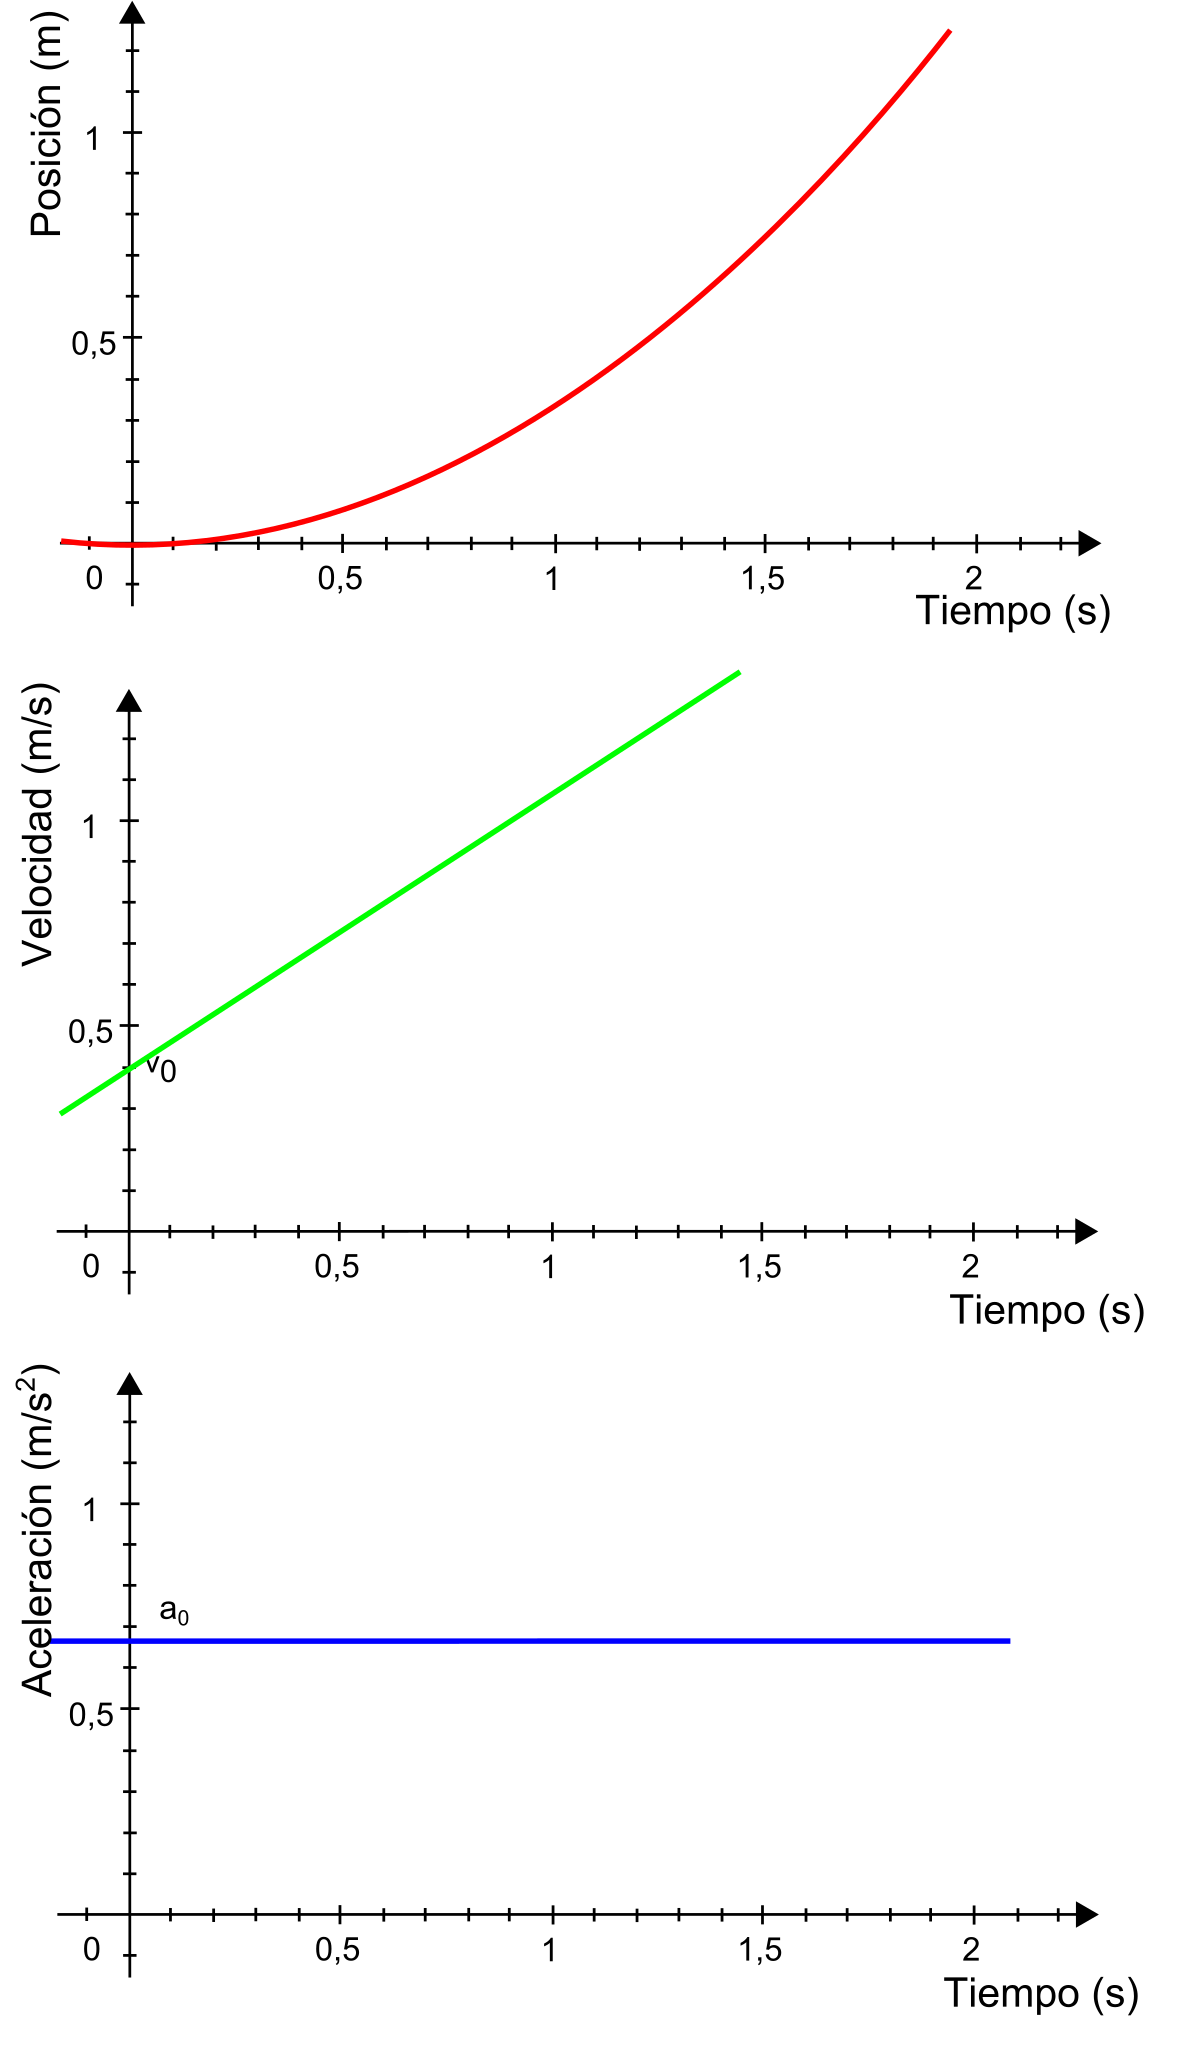 Posición (m)
1
0,5
0
0,5
1
1,5
2
Tiempo (s)
Velocidad (m/s)
1
0,5
v0
0
0,5
1
1,5
2
Tiempo (s)
Aceleración (m/s²)
1
a₀
0,5
0
0,5
1
1,5
2
Tiempo (s)